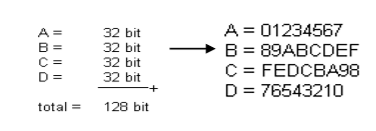 A = 32 bit
B = 32 bit
C = 32 bit
D = 32 bit
+
total = 128 bit
A = 01234567
B = 89ABCDEF
C = FEDCBA98
D = 76543210